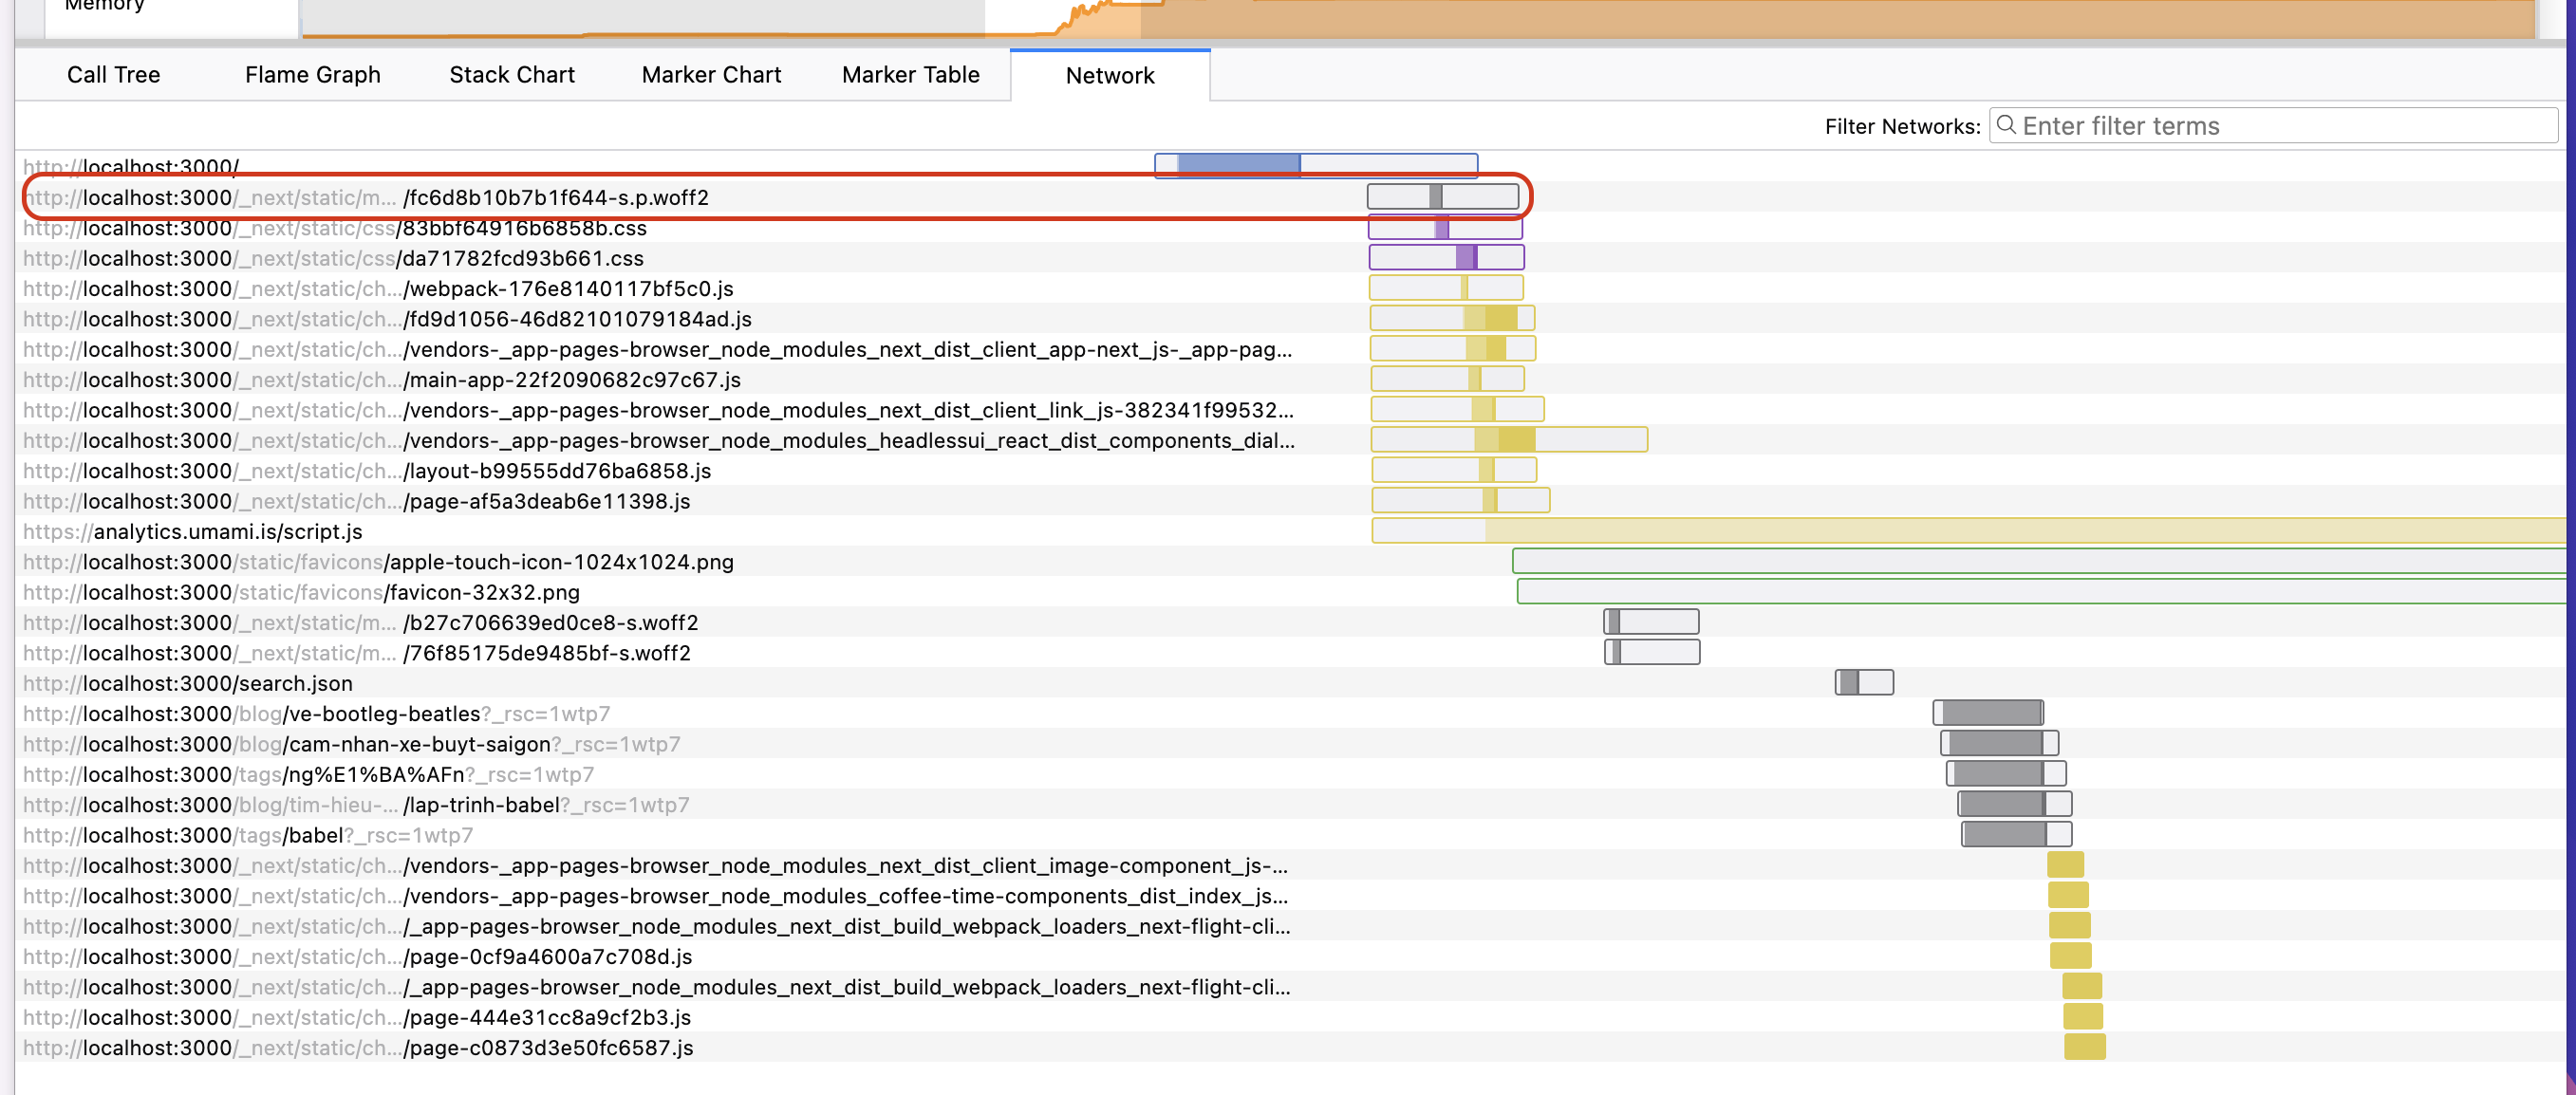 Memory
Call Tree Flame Graph Stack Chart Marker Chart Marker Table Network
Filter Networks: Enter filter terms
http://localhost:3000/
http://localhost:3000/_next/static/m... /fc6d8b10b7b1f644-s.p.woff2
http://localhost:3000/_next/static/css/83bbf64916b6858b.css
http://localhost:3000/_next/static/css/da71782fcd93b661.css
http://localhost:3000/_next/static/ch.../webpack-176e8140117bf5c0.js
http://localhost:3000/_next/static/ch.../fd9d1056-46d82101079184ad.js
http://localhost:3000/_next/static/ch.../vendors-_app-pages-browser_node_modules_next_dist_client_app-next_js-_app-pag...
http://localhost:3000/_next/static/ch.../main-app-22f2090682c97c67.js
http://localhost:3000/_next/static/ch.../vendors-_app-pages-browser_node_modules_next_dist_client_link_js-382341f99532...
http://localhost:3000/_next/static/ch.../vendors-_app-pages-browser_node_modules_headlessui_react_dist_components_dial...
http://localhost:3000/_next/static/ch.../layout-b99555dd76ba6858.js
http://localhost:3000/_next/static/ch.../page-af5a3deab6e11398.js
https://analytics.umami.is/script.js
http://localhost:3000/static/favicons/apple-touch-icon-1024x1024.png
http://localhost:3000/static/favicons/favicon-32x32.png
http://localhost:3000/_next/static/m... /b27c706639ed0ce8-s.woff2
http://localhost:3000/_next/static/m... /76f85175de9485bf-s.woff2
http://localhost:3000/search.json
http://localhost:3000/blog/ve-bootleg-beatles?_rsc=1wtp7
http://localhost:3000/blog/cam-nhan-xe-buyt-saigon?_rsc=1wtp7
http://localhost:3000/tags/ng%E1%BA%AFn?_rsc=1wtp7
http://localhost:3000/blog/tim-hieu-... /lap-trinh-babel?_rsc=1wtp7
http://localhost:3000/tags/babel?_rsc=1wtp7
http://localhost:3000/_next/static/ch.../vendors-_app-pages-browser_node_modules_next_dist_client_image-component_js-...
http://localhost:3000/_next/static/ch.../vendors-_app-pages-browser_node_modules_coffee-time-components_dist_index_js...
http://localhost:3000/_next/static/ch.../_app-pages-browser_node_modules_next_dist_build_webpack_loaders_next-flight-cli...
http://localhost:3000/_next/static/ch.../page-0cf9a4600a7c708d.js
http://localhost:3000/_next/static/ch.../_app-pages-browser_node_modules_next_dist_build_webpack_loaders_next-flight-cli...
http://localhost:3000/_next/static/ch.../page-444e31cc8a9cf2b3.js
http://localhost:3000/_next/static/ch.../page-c0873d3e50fc6587.js